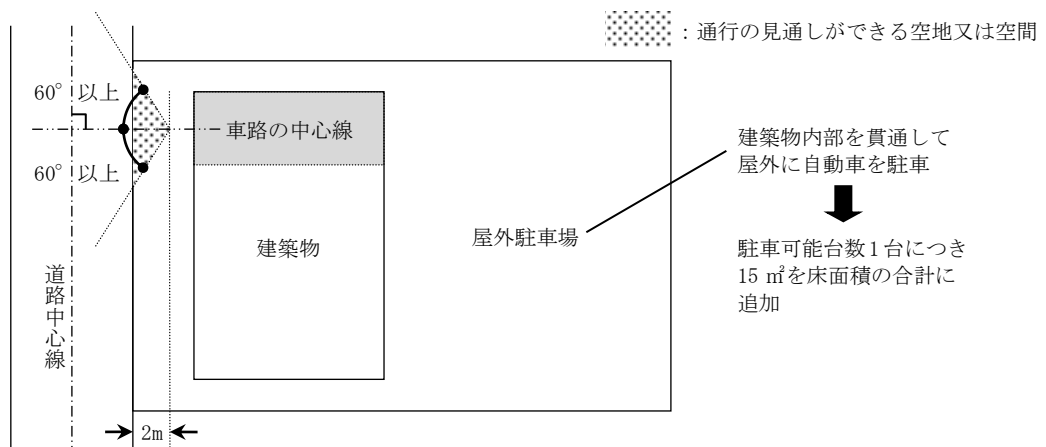 ：通行の見通しができる空地又は空間
60° 以上
車路の中心線
60° 以上
建築物内部を貫通して
屋外に自動車を駐車
屋外駐車場
建築物
駐車可能台数１台につき
15 ㎡を床面積の合計に
追加
道路中心線
2m